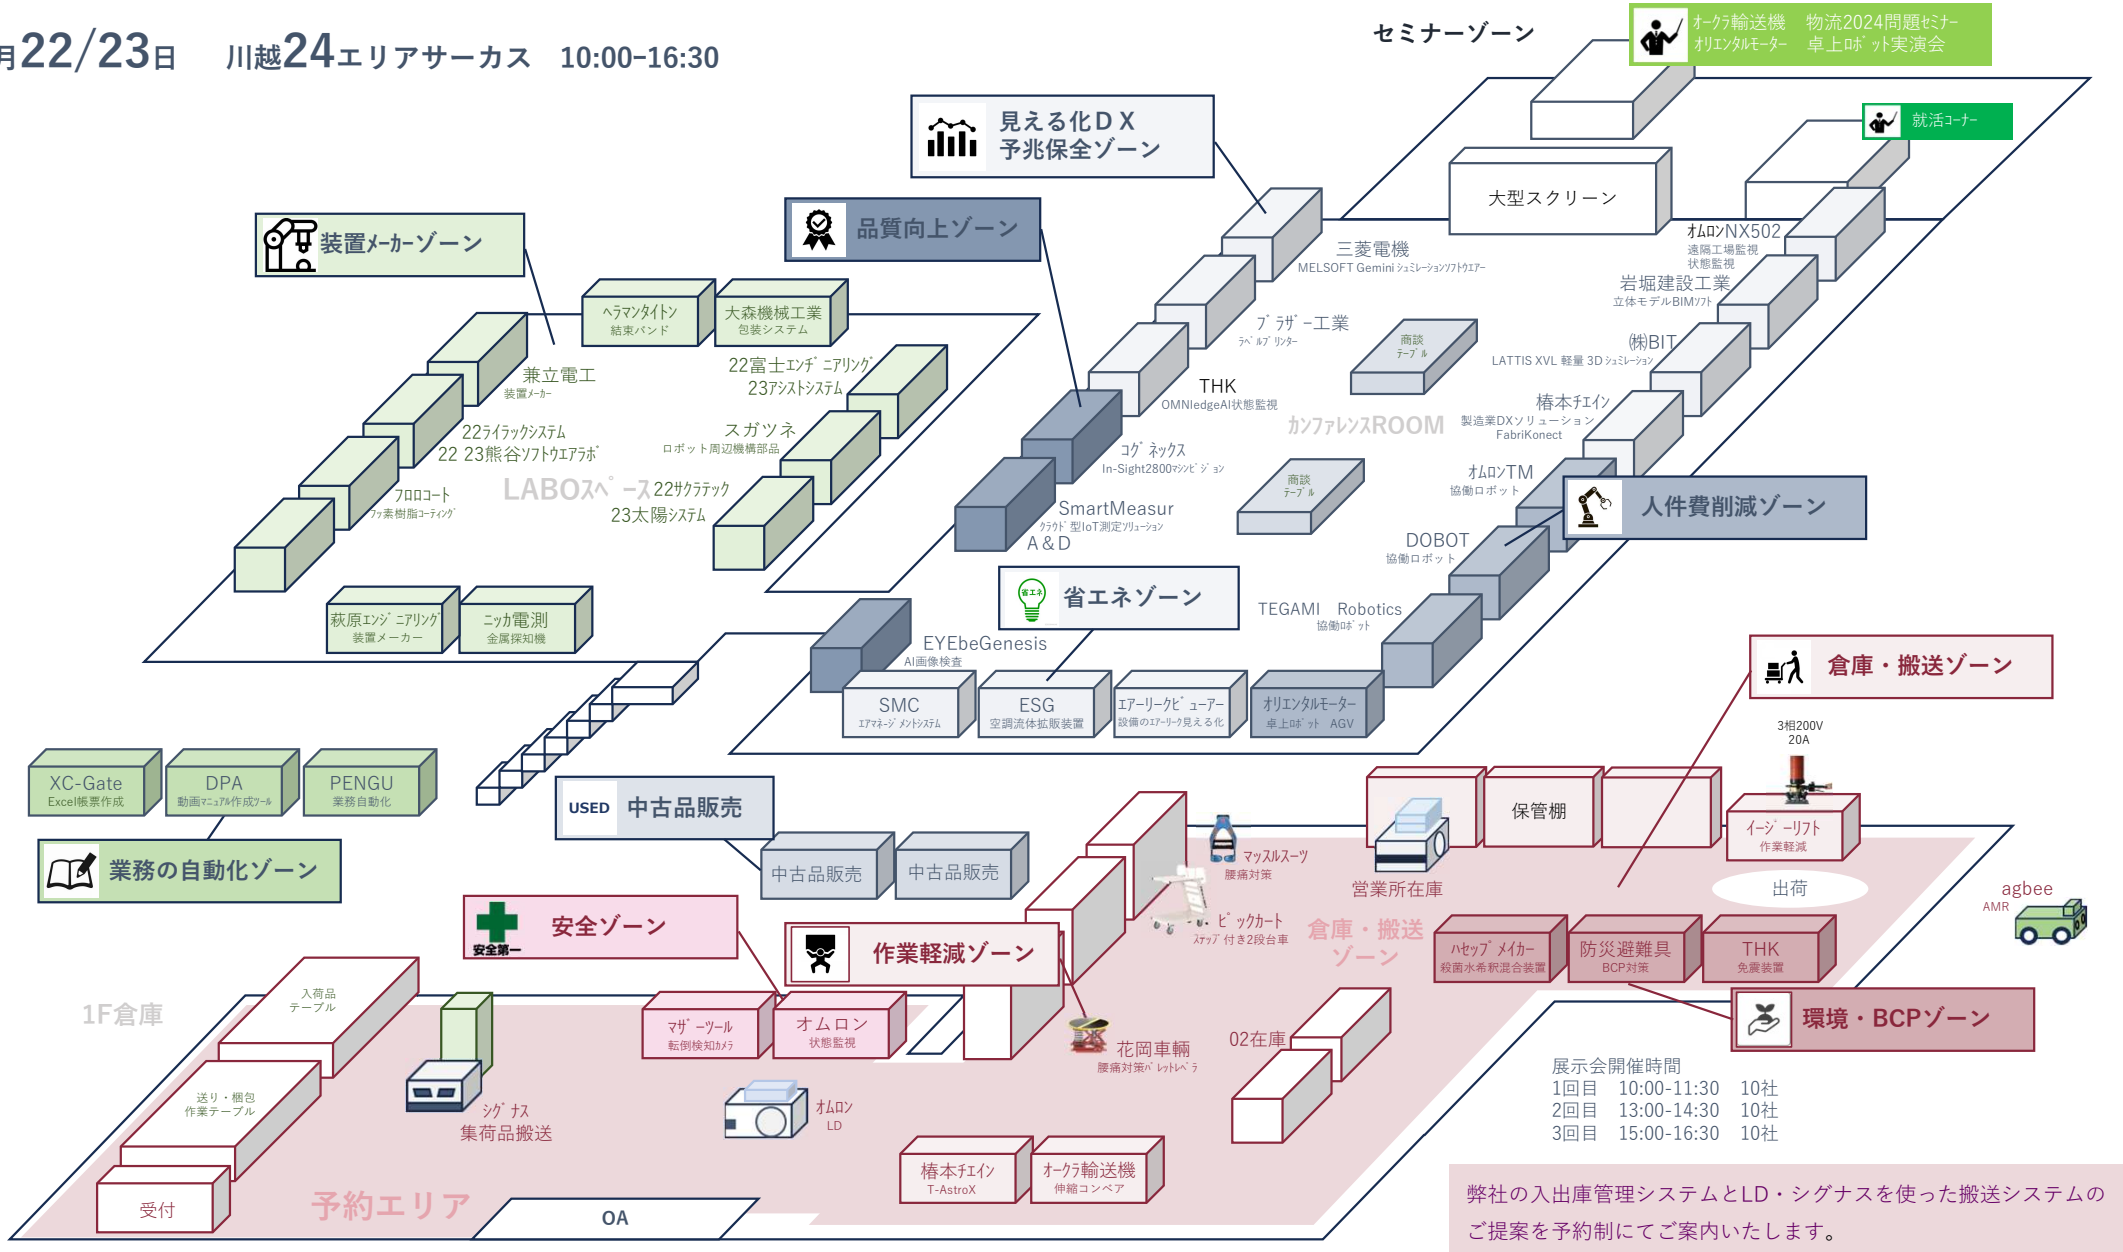 月22/23日 川越24エリアサーカス 10:00-16:30
セミナーゾーン
オークラ輸送機 物流2024問題セミナー
オリエンタルモーター 卓上ロボット実演会
就活コーナー
大型スクリーン
見える化DX
予兆保全ゾーン
品質向上ゾーン
装置メーカーゾーン
ヘラマンタイトン
結束バンド
大森機械工業
包装システム
兼立電工
装置メーカー
22富士エンヂニアリング
23アシストシステム
22ライラックシステム
22 23熊谷ソフトウエアラボ
スガツネ
ロボット周辺機構部品
フロロコート
フッ素樹脂コーティング
LABOスペース
22サクラテック
23太陽システム
萩原エンジニアリング
装置メーカー
ニッカ電測
金属探知機
三菱電機
MELSOFT Gemini シュミレーションソフトウエアー
ブラザー工業
ラベルプリンター
THK
OMNIedgeAI状態監視
コグネックス
In-Sight2800マシンビジョン
SmartMeasur
クラウド型IoT測定ソリューション
A&D
商談
テーブル
カンファレンスROOM
商談
テーブル
オムロンNX502
遠隔工場監視
状態監視
岩堀建設工業
立体モデルBIMソフト
㈱BIT
LATTIS XVL 軽量 3D シュミレーション
椿本チエイン
製造業DXソリューション
FabriKonect
オムロンTM
協働ロボット
人件費削減ゾーン
DOBOT
協働ロボット
TEGAMI Robotics
協働ロボット
省エネ
省エネゾーン
EYEbeGenesis
AI画像検査
SMC
エアマネージメントシステム
ESG
空調流体拡販装置
エアーリークビューアー
設備のエアーリーク見える化
オリエンタルモーター
卓上ロボット AGV
倉庫・搬送ゾーン
3相200V
20A
XC-Gate
Excel帳票作成
DPA
動画マニュアル作成ツール
PENGU
業務自動化
業務の自動化ゾーン
USED
中古品販売
中古品販売
中古品販売
保管棚
イージーリフト
作業軽減
マッスルスーツ
腰痛対策
営業所在庫
出荷
agbee
AMR
ピックカート
ステップ付き2段台車
倉庫・搬送
ゾーン
ハセップメイカー
殺菌水希釈混合装置
防災避難具
BCP対策
THK
免震装置
環境・BCPゾーン
安全第一
安全ゾーン
作業軽減ゾーン
1F倉庫
入荷品
テーブル
マザーツール
転倒検知カメラ
オムロン
状態監視
花岡車輌
腰痛対策パレットレベラ
02在庫
送り・梱包
作業テーブル
シグナス
集荷品搬送
オムロン
LD
椿本チエイン
T-AstroX
オークラ輸送機
伸縮コンベア
受付
予約エリア
OA
展示会開催時間
1回目 10:00-11:30 10社
2回目 13:00-14:30 10社
3回目 15:00-16:30 10社
弊社の入出庫管理システムとLD・シグナスを使った搬送システムの
ご提案を予約制にてご案内いたします。